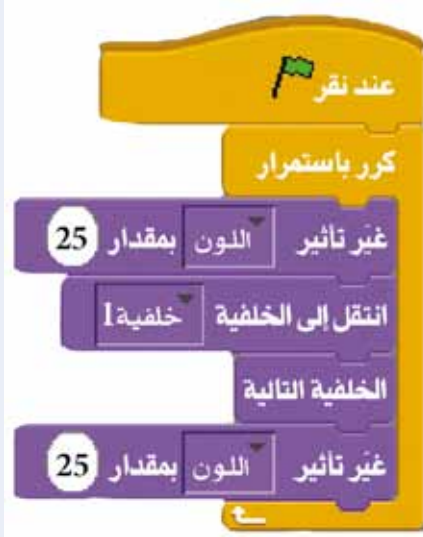 عند نقر
كرر باستمرار
غيّر تأثير اللون بمقدار 25
انتقل إلى الخلفية خلفية1
الخلفية التالية
غيّر تأثير اللون بمقدار 25